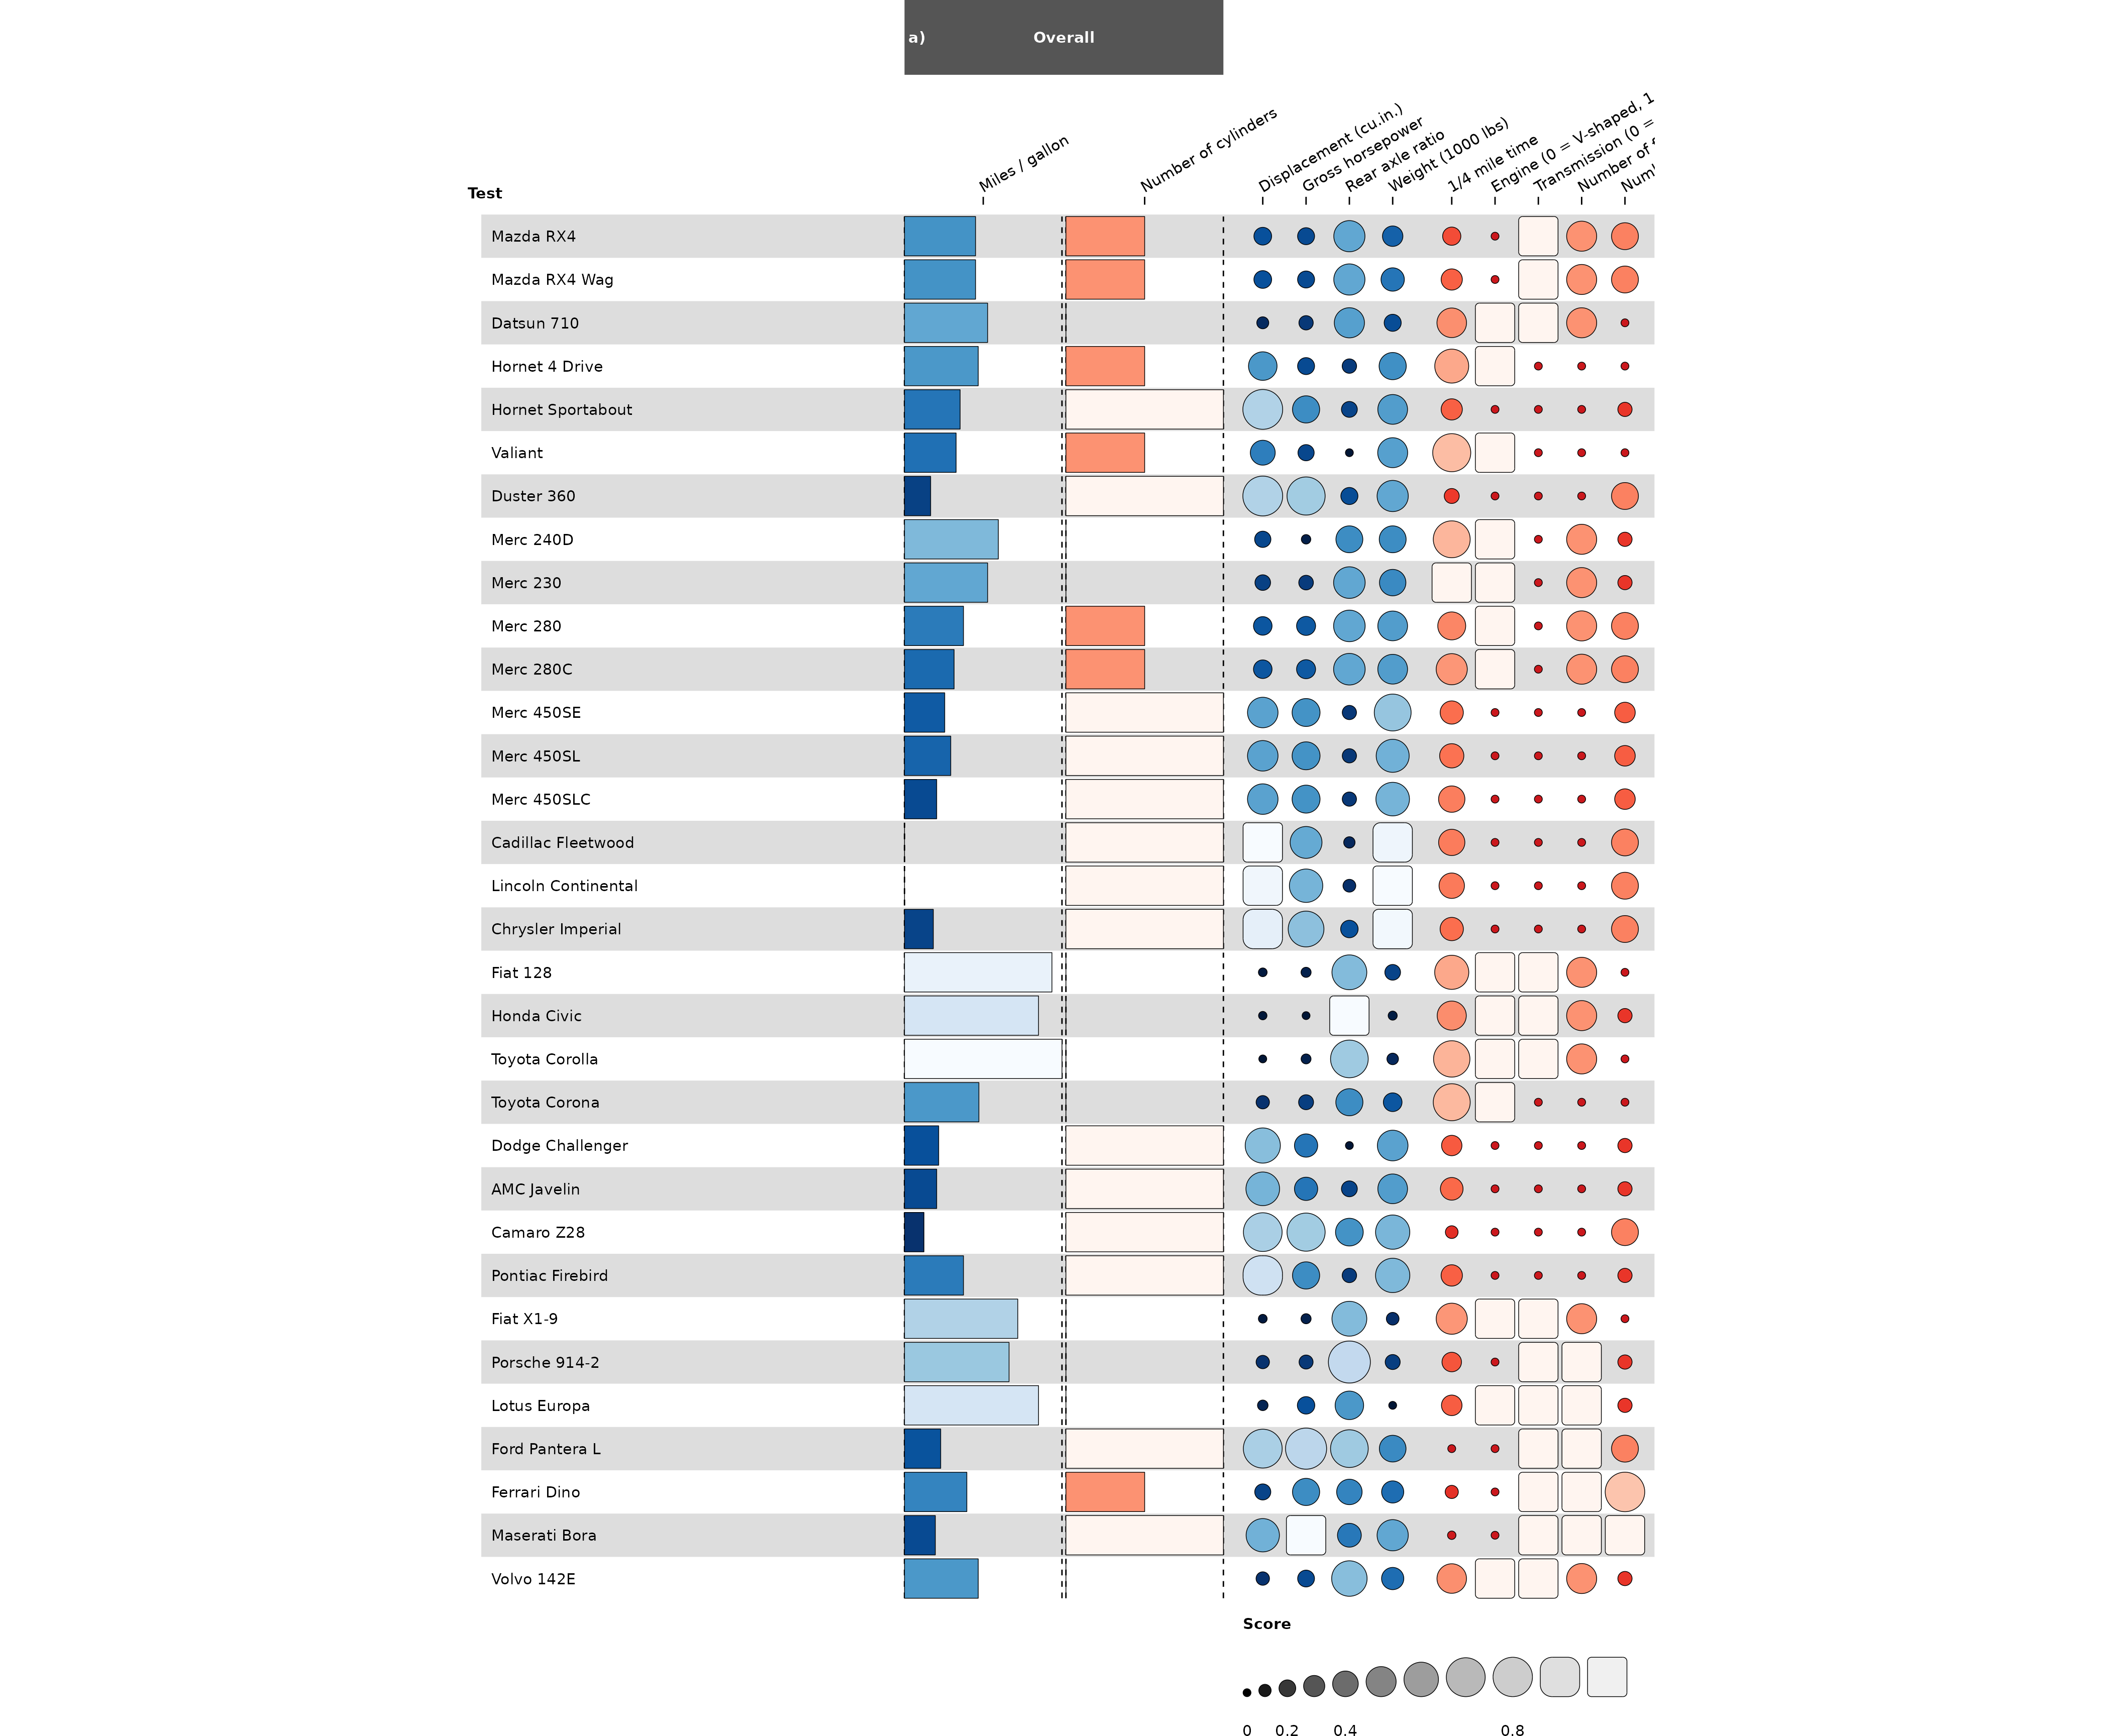 a) Overall
Miles / gallon
Number of cylinders
Displacement (cu.in.)
Gross horsepower
Rear axle ratio
Weight (1000 lbs)
1/4 mile time
Engine (0 = V-shaped, 1
Transmission (0 =
Number of
Test
Mazda RX4
Mazda RX4 Wag
Datsun 710
Hornet 4 Drive
Hornet Sportabout
Valiant
Duster 360
Merc 240D
Merc 230
Merc 280
Merc 280C
Merc 450SE
Merc 450SL
Merc 450SLC
Cadillac Fleetwood
Lincoln Continental
Chrysler Imperial
Fiat 128
Honda Civic
Toyota Corolla
Toyota Corona
Dodge Challenger
AMC Javelin
Camaro Z28
Pontiac Firebird
Fiat X1-9
Porsche 914-2
Lotus Europa
Ford Pantera L
Ferrari Dino
Maserati Bora
Volvo 142E
Score
0 0.2 0.4 0.8